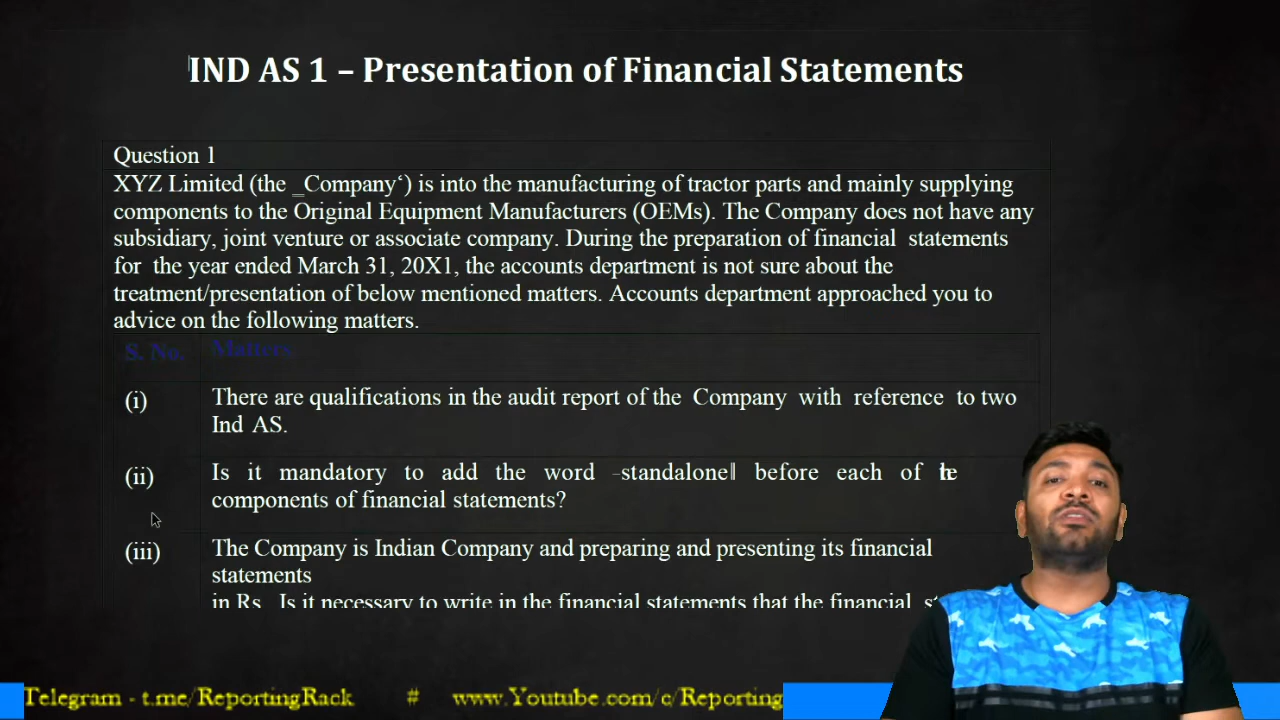 IND AS 1 – Presentation of Financial Statements
Question 1
XYZ Limited (the _Company‘) is into the manufacturing of tractor parts and mainly supplying
components to the Original Equipment Manufacturers (OEMs). The Company does not have any
subsidiary, joint venture or associate company. During the preparation of financial statements
for the year ended March 31, 20X1, the accounts department is not sure about the
treatment/presentation of below mentioned matters. Accounts department approached you to
advice on the following matters.
S. No. Matters
(i) There are qualifications in the audit report of the Company with reference to two
Ind AS.
(ii) Is it mandatory to add the word –standalone‖ before each of the
components of financial statements?
(iii) The Company is Indian Company and preparing and presenting its financial
statements
in Rs. Is it necessary to write in the financial statements that the financial
Telegram - t.me/ReportingRack # www.Youtube.com/c/Reporting